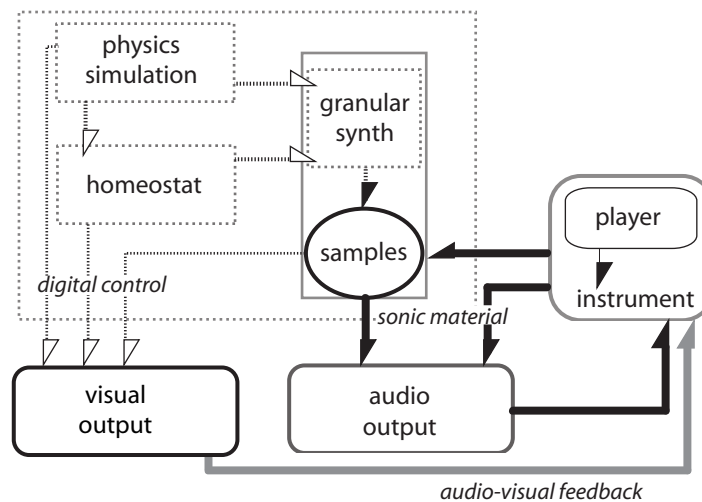 physics
simulation
granular
synth
homeostat
player
samples
instrument
digital control
sonic material
visual
output
audio
output
audio-visual feedback